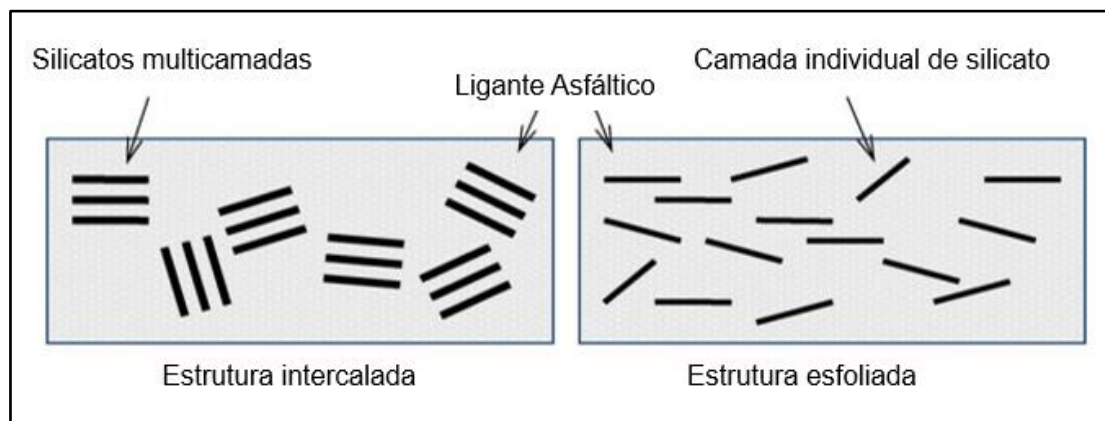 Silicatos multicamadas
Ligante Asfáltico
Camada individual de silicato
Estrutura intercalada
Estrutura esfoliada